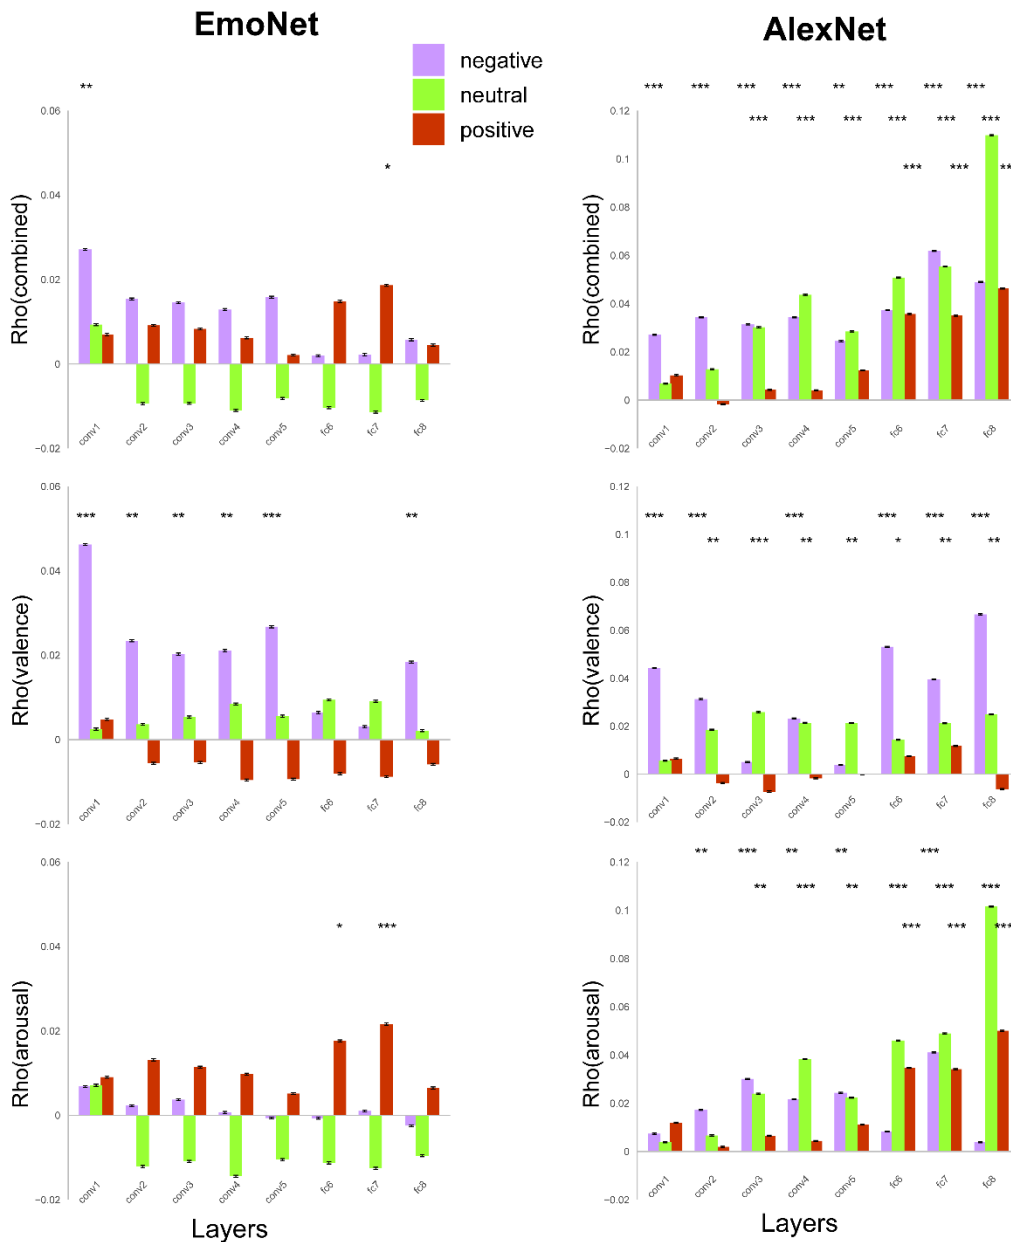 EmoNet
AlexNet
negative
neutral
positive
**
*
0.06
0.04
0.02
0
−0.02
Rho(combined)
conv1 conv2 conv3 conv4 conv5 fc6 fc7 fc8
*** *** *** *** ** *** *** ***
*** *** *** *** *** ***
*** *** **
0.12
0.1
0.08
0.06
0.04
0.02
0
−0.02
Rho(combined)
conv1 conv2 conv3 conv4 conv5 fc6 fc7 fc8
*** ** ** ** *** **
0.06
0.04
0.02
0
−0.02
Rho(valence)
conv1 conv2 conv3 conv4 conv5 fc6 fc7 fc8
*** *** *** *** *** ***
** *** ** ** * ** **
0.12
0.1
0.08
0.06
0.04
0.02
0
−0.02
Rho(valence)
conv1 conv2 conv3 conv4 conv5 fc6 fc7 fc8
* ***
0.06
0.04
0.02
0
−0.02
Rho(arousal)
conv1 conv2 conv3 conv4 conv5 fc6 fc7 fc8
Layers
** *** ** ** ***
** *** ** *** *** ***
*** *** ***
0.12
0.1
0.08
0.06
0.04
0.02
0
−0.02
Rho(arousal)
conv1 conv2 conv3 conv4 conv5 fc6 fc7 fc8
Layers